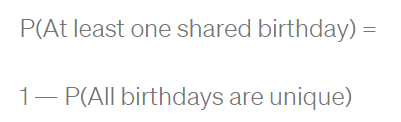 P(At least one shared birthday) =
1 — P(All birthdays are unique)